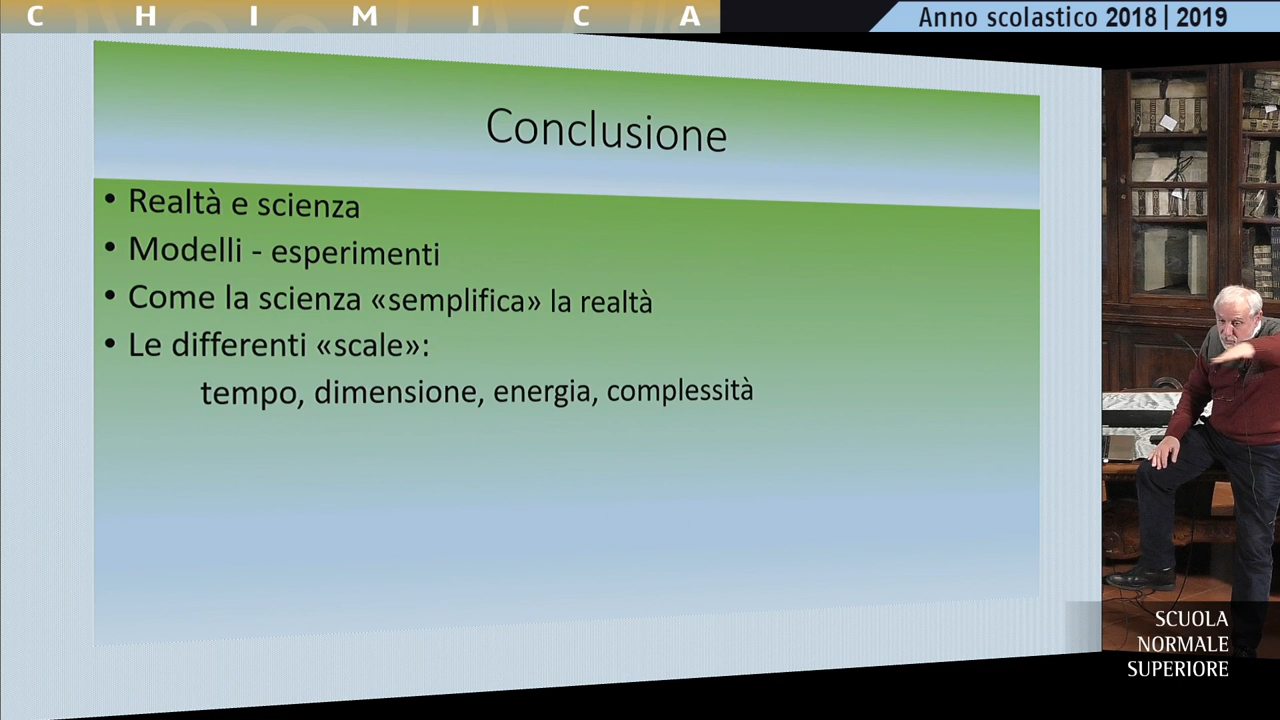 CHIMICA
Anno scolastico 2018 | 2019
Conclusione
• Realtà e scienza
• Modelli - esperimenti
• Come la scienza «semplifica» la realtà
• Le differenti «scale»:
tempo, dimensione, energia, complessità
SCUOLA
NORMALE
SUPERIORE